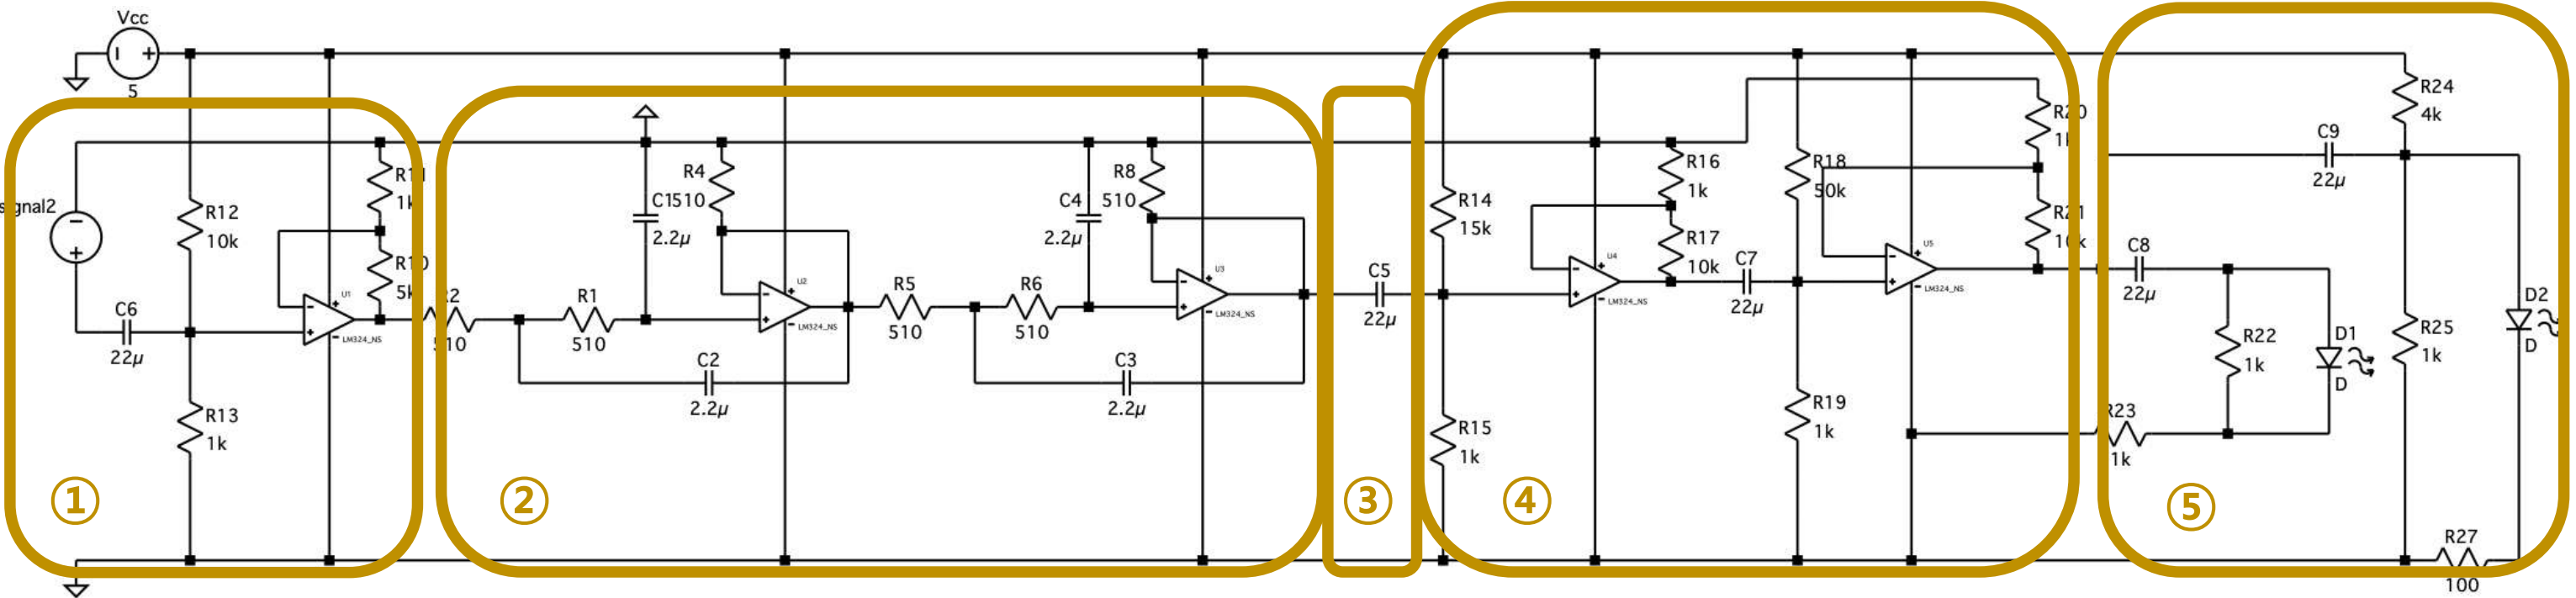 Vcc
5
signal2
C6
22μ
R12
10k
R13
1k
R11
1k
R10
5k
U1
LM324_NS
①
R2
510
R1
510
C1
2.2μ
R4
510
U2
LM324_NS
C2
2.2μ
R5
510
R6
510
C4
2.2μ
R8
510
U3
LM324_NS
C3
2.2μ
②
C5
22μ
③
R14
15k
R15
1k
U4
LM324_NS
R16
1k
R17
10k
C7
22μ
R18
50k
R19
1k
U5
LM324_NS
R20
1k
R21
10k
④
C8
22μ
R22
1k
R23
1k
D1
D
C9
22μ
R24
4k
R25
1k
D2
D
R27
100
⑤